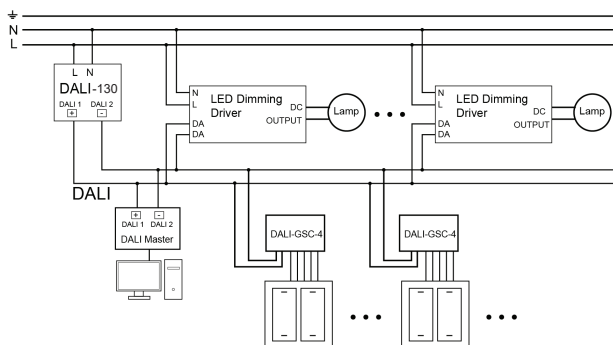 N
L
L N
DALI-130
DALI 1 DALI 2
+ -
N
L
DA
DA
LED Dimming
Driver
DC
OUTPUT
Lamp
N
L
DA
DA
LED Dimming
Driver
DC
OUTPUT
Lamp
DALI
+ -
DALI 1 DALI 2
DALI Master
DALI-GSC-4
DALI-GSC-4